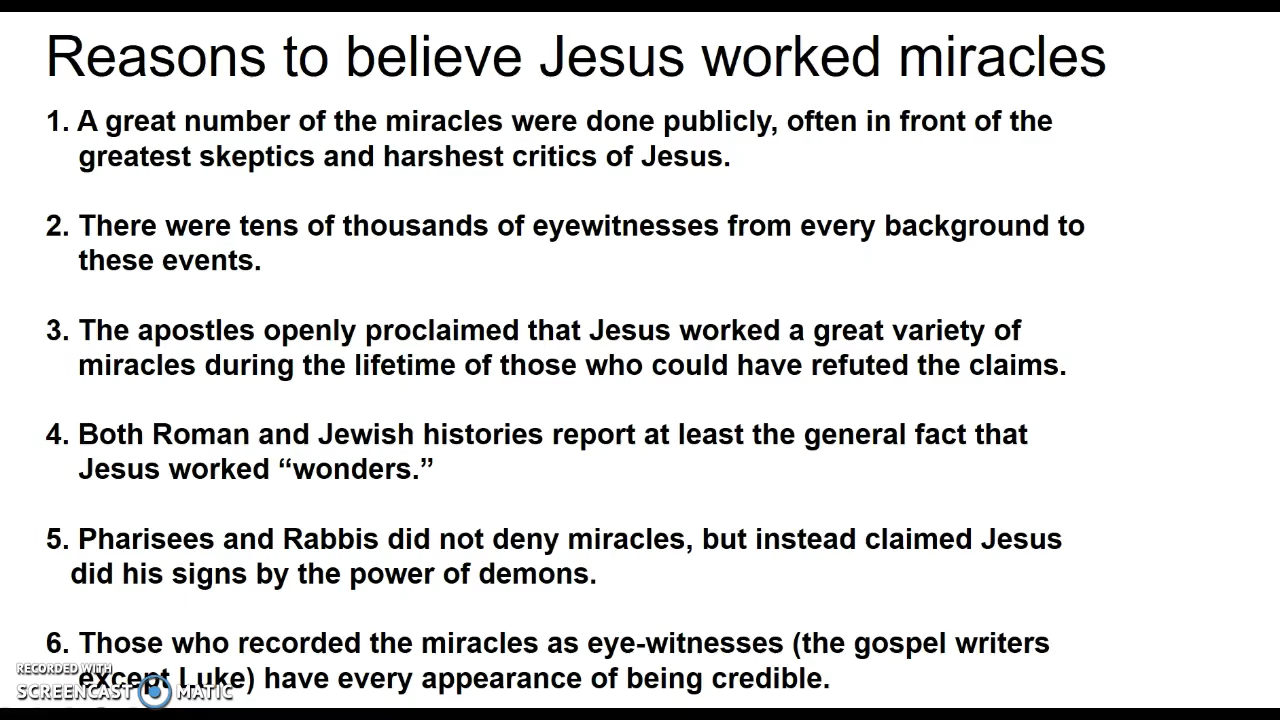 Reasons to believe Jesus worked miracles
1. A great number of the miracles were done publicly, often in front of the
greatest skeptics and harshest critics of Jesus.
2. There were tens of thousands of eyewitnesses from every background to
these events.
3. The apostles openly proclaimed that Jesus worked a great variety of
miracles during the lifetime of those who could have refuted the claims.
4. Both Roman and Jewish histories report at least the general fact that
Jesus worked “wonders.”
5. Pharisees and Rabbis did not deny miracles, but instead claimed Jesus
did his signs by the power of demons.
6. Those who recorded the miracles as eye-witnesses (the gospel writers
except Luke) have every appearance of being credible.
RECORDED WITH
SCREENCAST MATIC